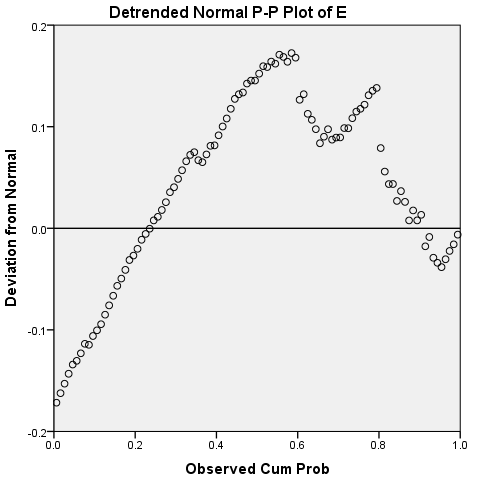 Detrended Normal P-P Plot of E
0.2
0.1
0.0
-0.1
-0.2
Deviation from Normal
0.0 0.2 0.4 0.6 0.8 1.0
Observed Cum Prob